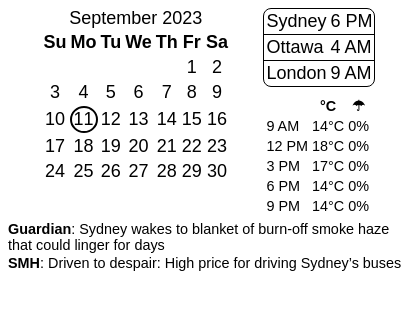 September 2023
Su Mo Tu We Th Fr Sa
1 2
3 4 5 6 7 8 9
10 11 12 13 14 15 16
17 18 19 20 21 22 23
24 25 26 27 28 29 30
Sydney 6 PM
Ottawa 4 AM
London 9 AM
°C ☂
9 AM 14°C 0%
12 PM 18°C 0%
3 PM 17°C 0%
6 PM 14°C 0%
9 PM 14°C 0%
Guardian: Sydney wakes to blanket of burn-off smoke haze
that could linger for days
SMH: Driven to despair: High price for driving Sydney's buses